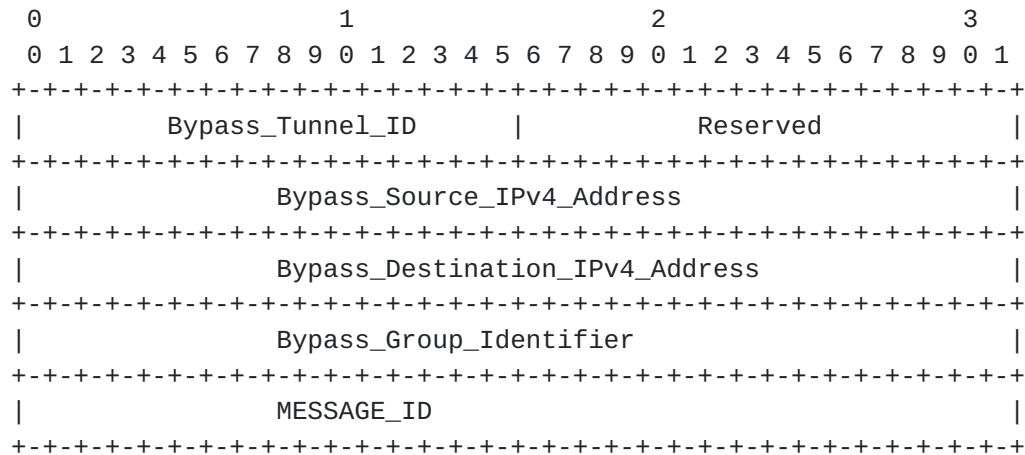 0                   1                   2                   3
 0 1 2 3 4 5 6 7 8 9 0 1 2 3 4 5 6 7 8 9 0 1 2 3 4 5 6 7 8 9 0 1
+-+-+-+-+-+-+-+-+-+-+-+-+-+-+-+-+-+-+-+-+-+-+-+-+-+-+-+-+-+-+-+-+
|         Bypass_Tunnel_ID      |           Reserved            |
+-+-+-+-+-+-+-+-+-+-+-+-+-+-+-+-+-+-+-+-+-+-+-+-+-+-+-+-+-+-+-+-+
|                Bypass_Source_IPv4_Address                     |
+-+-+-+-+-+-+-+-+-+-+-+-+-+-+-+-+-+-+-+-+-+-+-+-+-+-+-+-+-+-+-+-+
|                Bypass_Destination_IPv4_Address                |
+-+-+-+-+-+-+-+-+-+-+-+-+-+-+-+-+-+-+-+-+-+-+-+-+-+-+-+-+-+-+-+-+
|                Bypass_Group_Identifier                        |
+-+-+-+-+-+-+-+-+-+-+-+-+-+-+-+-+-+-+-+-+-+-+-+-+-+-+-+-+-+-+-+-+
|                MESSAGE_ID                                     |
+-+-+-+-+-+-+-+-+-+-+-+-+-+-+-+-+-+-+-+-+-+-+-+-+-+-+-+-+-+-+-+-+